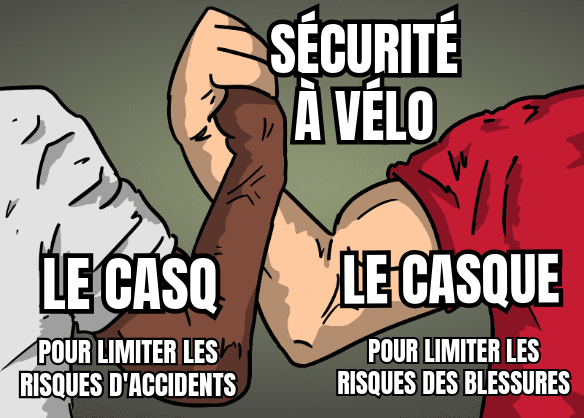 SÉCURITÉ
À VÉLO
LE CASQ
LE CASQUE
POUR LIMITER LES
RISQUES D'ACCIDENTS
POUR LIMITER LES
RISQUES DES BLESSURES